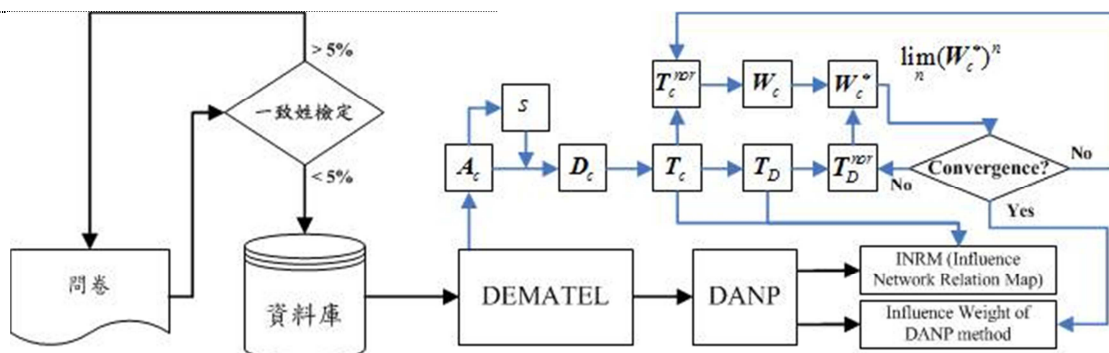 > 5%
一致姓檢定
< 5%
問卷
資料庫
S
A_c
D_c
T_c^{nor}
W_c
W_c^*
lim_n (W_c^*)^n
T_c
T_D
T_D^{nor}
Convergence?
No
No
Yes
DEMATEL
DANP
INRM (Influence
Network Relation Map)
Influence Weight of
DANP method